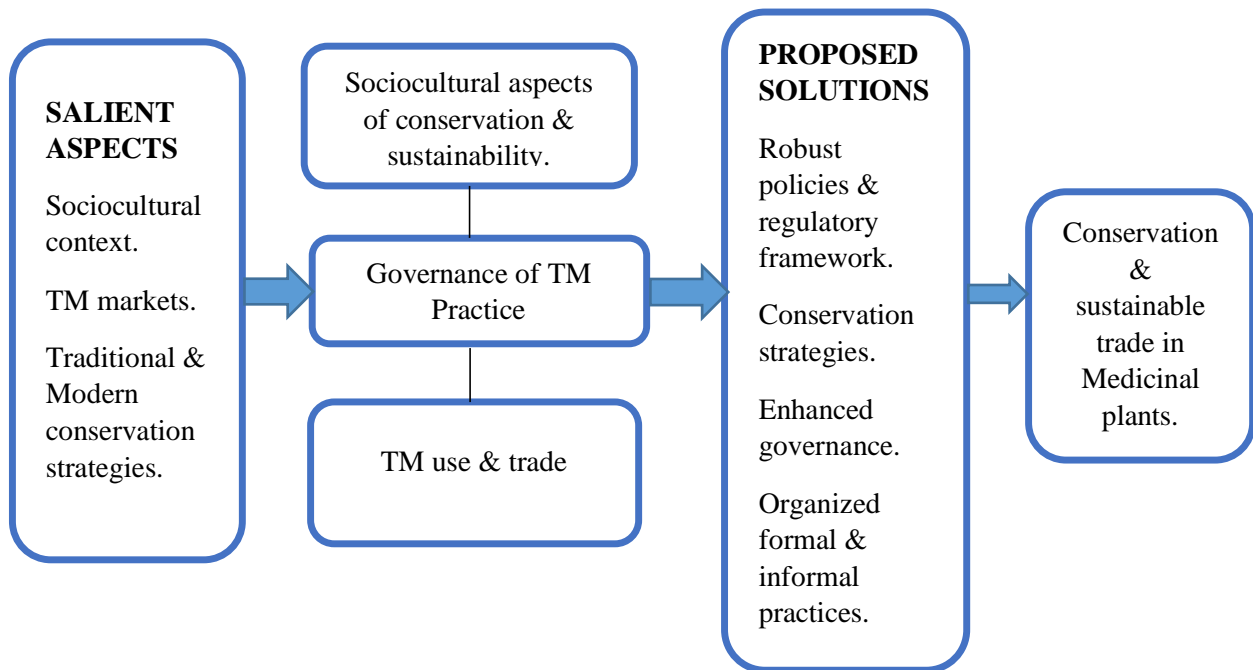 SALIENT
ASPECTS
Sociocultural
context.
TM markets.
Traditional &
Modern
conservation
strategies.
Sociocultural aspects
of conservation &
sustainability.
Governance of TM
Practice
TM use & trade
PROPOSED
SOLUTIONS
Robust
policies &
regulatory
framework.
Conservation
strategies.
Enhanced
governance.
Organized
formal &
informal
practices.
Conservation
&
sustainable
trade in
Medicinal
plants.